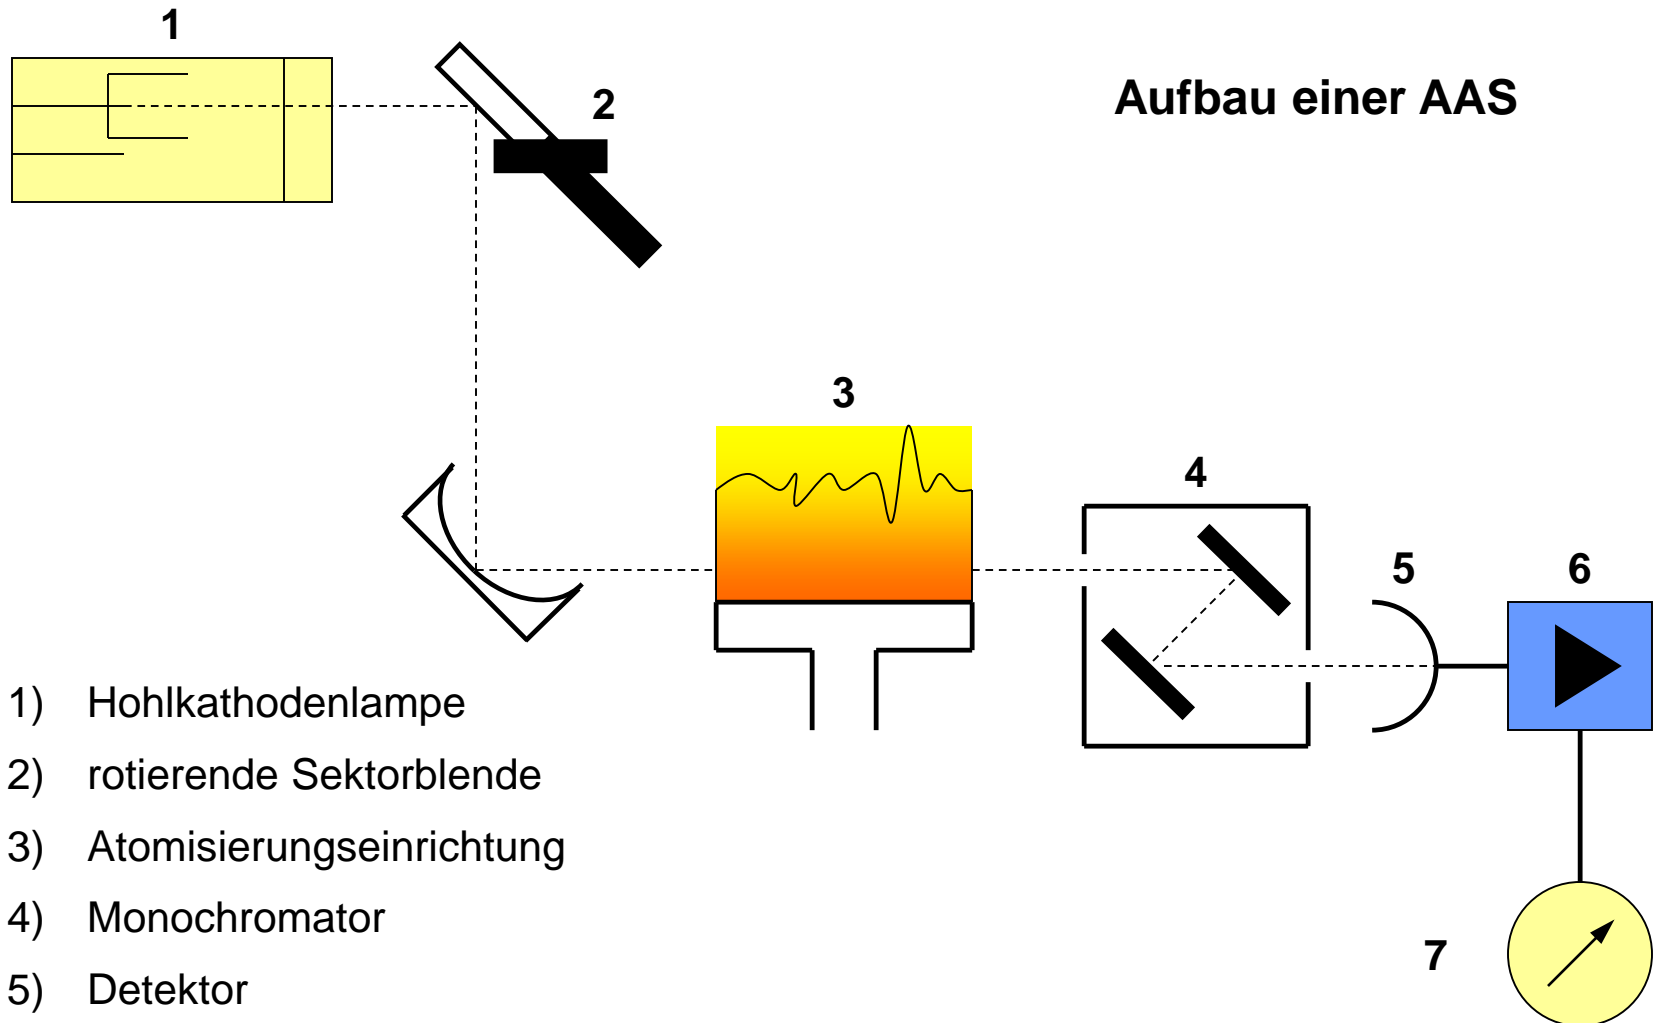 1
2
Aufbau einer AAS
3
4
5
6
7
1) Hohlkathodenlampe
2) rotierende Sektorblende
3) Atomisierungseinrichtung
4) Monochromator
5) Detektor